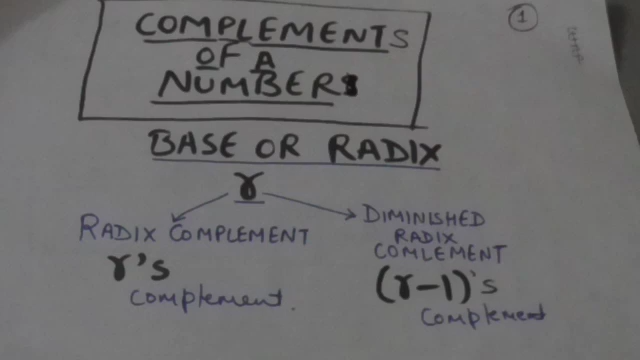 1
COMPLEMENTS
OF A
NUMBERS
BASE OR RADIX
r
RADIX COMPLEMENT
r's
complement.
DIMINISHED
RADIX
COMLEMENT
(r-1)'s
complement